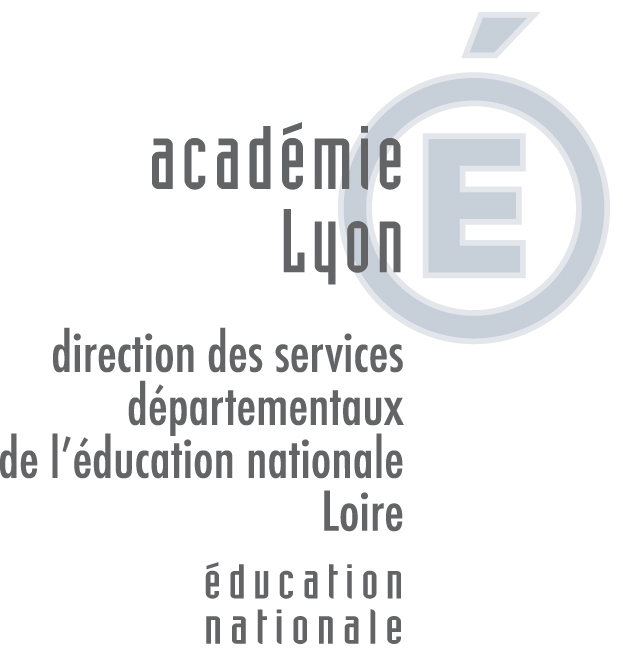 É
académie
Lyon
direction des services
départementaux
de l'éducation nationale
Loire
éducation
nationale